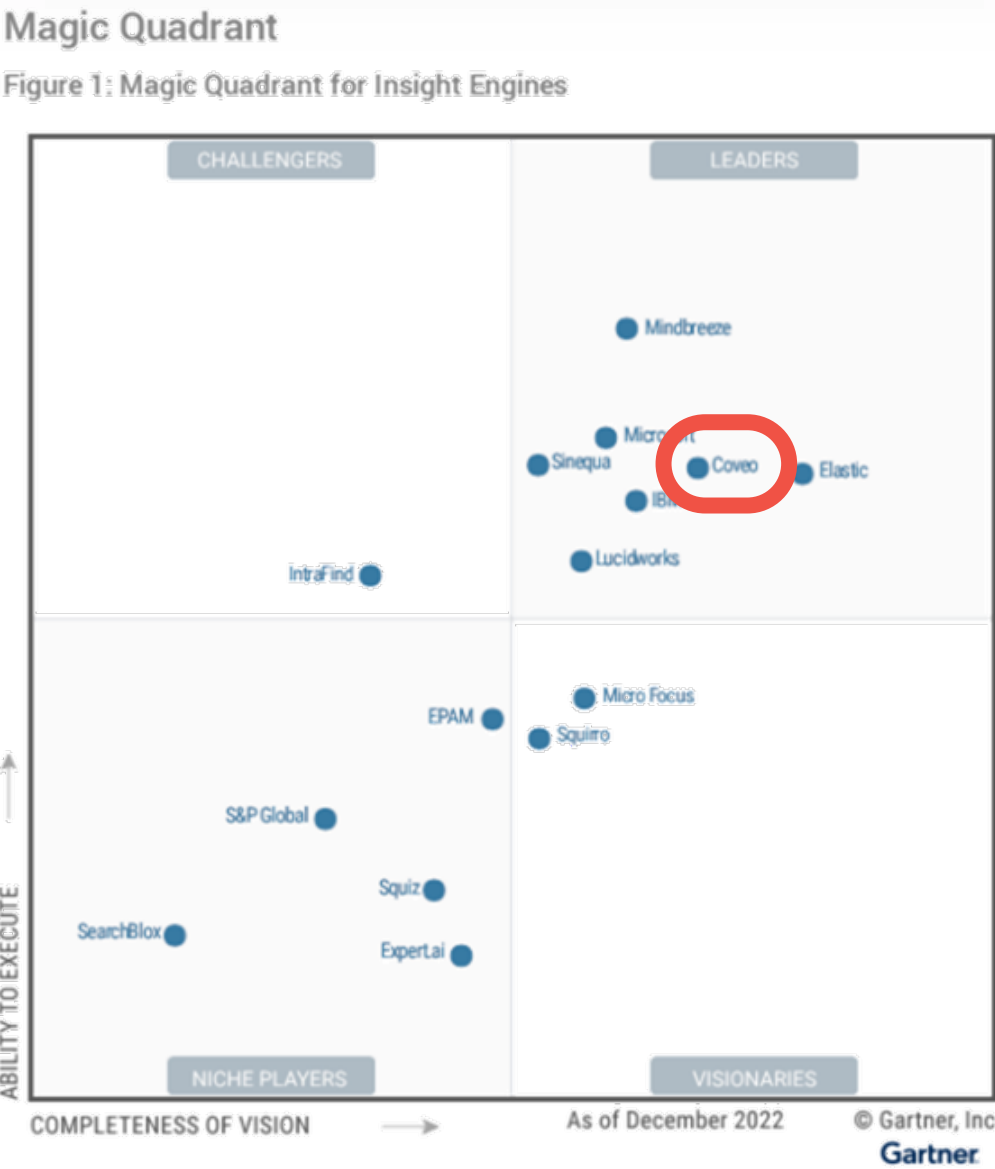 Magic Quadrant
Figure 1: Magic Quadrant for Insight Engines
CHALLENGERS
LEADERS
Mindbreeze
Sinequa
Coveo
Elastic
Lucidworks
IntraFind
Micro Focus
EPAM
Squirro
S&P Global
Squiz
SearchBlox
Expert.ai
NICHE PLAYERS
VISIONARIES
ABILITY TO EXECUTE
COMPLETENESS OF VISION
As of December 2022
© Gartner, Inc
Gartner